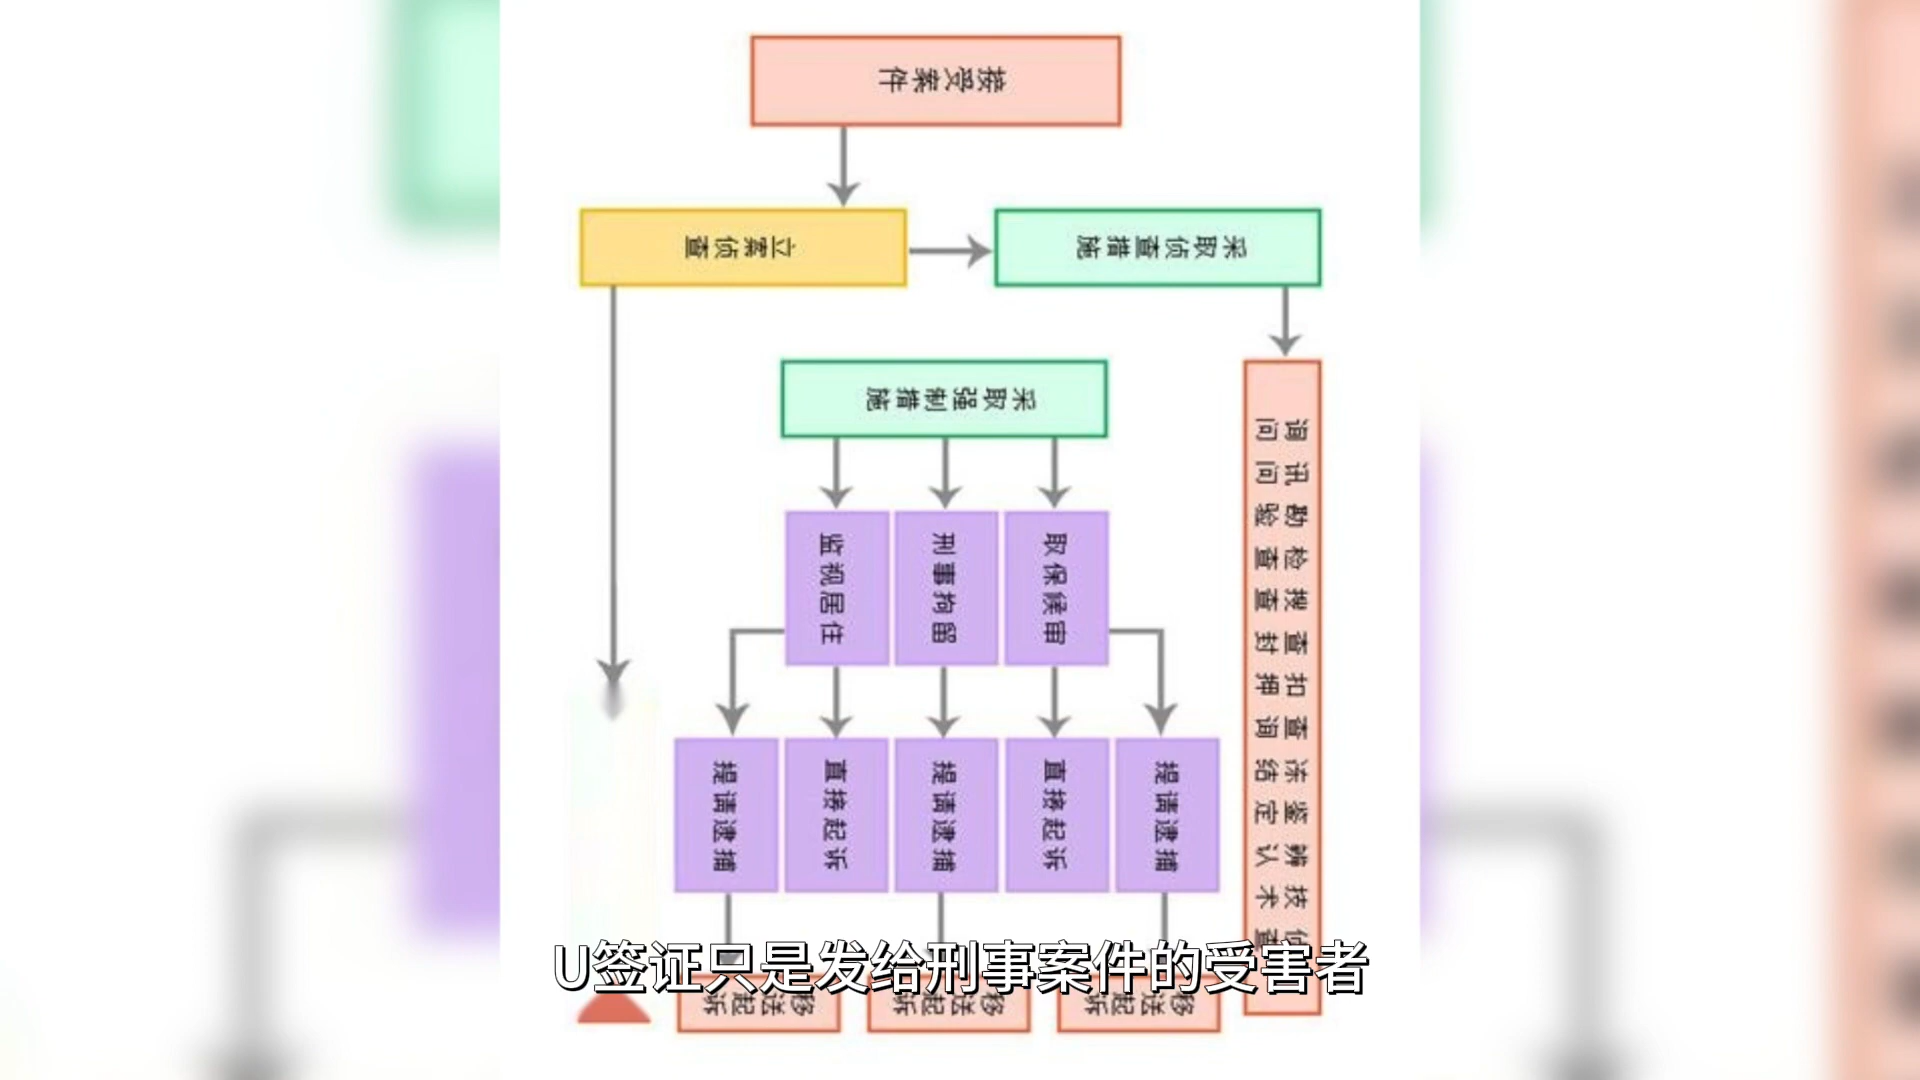 接受案件
立案侦查
采取侦查措施
采取强制措施
询问
讯问
勘验
检查
搜查
查封
扣押
查询
冻结
鉴定
辨认
技术
侦查
监视居住
刑事拘留
取保候审
提请逮捕
直接起诉
提请逮捕
直接起诉
提请逮捕
U签证只是发给刑事案件的受害者
移送起诉
移送起诉
移送起诉